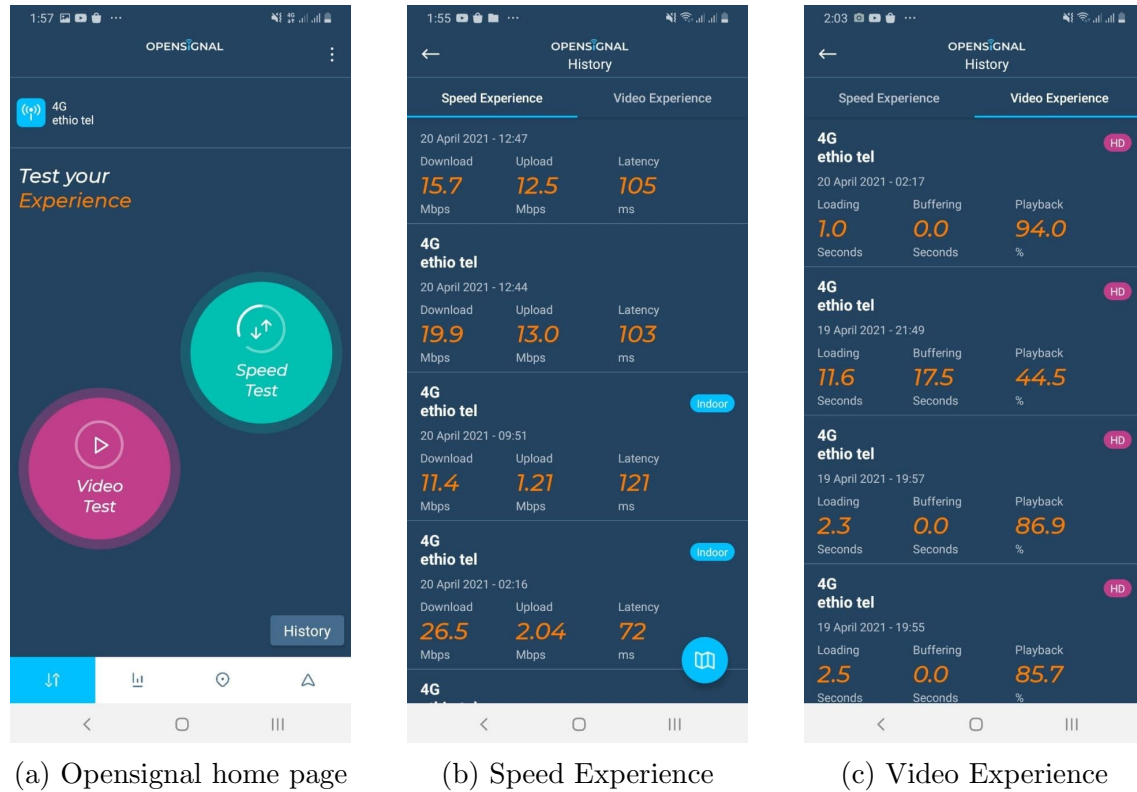 1:57
OPENSIGNAL
4G
ethio tel
Test your
Experience
Speed
Test
Video
Test
History
(a) Opensignal home page
1:55
OPENSIGNAL
History
Speed Experience Video Experience
20 April 2021 - 12:47
Download Upload Latency
15.7 12.5 105
Mbps Mbps ms
4G
ethio tel
20 April 2021 - 12:44
Download Upload Latency
19.9 13.0 103
Mbps Mbps ms
4G
ethio tel
Indoor
20 April 2021 - 09:51
Download Upload Latency
11.4 1.21 121
Mbps Mbps ms
4G
ethio tel
Indoor
20 April 2021 - 02:16
Download Upload Latency
26.5 2.04 72
Mbps Mbps ms
4G
(b) Speed Experience
2:03
OPENSIGNAL
History
Speed Experience Video Experience
4G
ethio tel
HD
20 April 2021 - 02:17
Loading Buffering Playback
1.0 0.0 94.0
Seconds Seconds %
4G
ethio tel
HD
19 April 2021 - 21:49
Loading Buffering Playback
11.6 17.5 44.5
Seconds Seconds %
4G
ethio tel
HD
19 April 2021 - 19:57
Loading Buffering Playback
2.3 0.0 86.9
Seconds Seconds %
4G
ethio tel
HD
19 April 2021 - 19:55
Loading Buffering Playback
2.5 0.0 85.7
Seconds Seconds %
(c) Video Experience